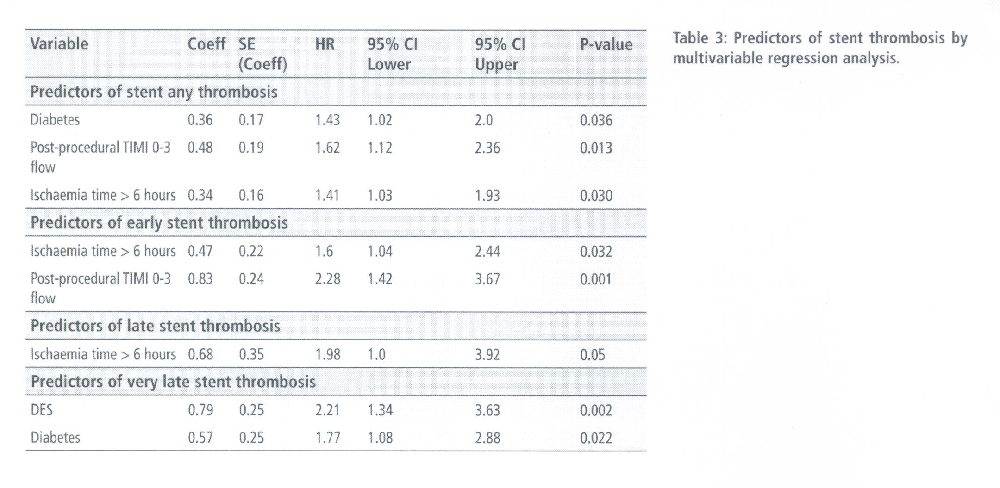 Variable Coeff SE HR 95% CI 95% CI P-value
(Coeff) Lower Upper
Predictors of stent any thrombosis
Diabetes 0.36 0.17 1.43 1.02 2.0 0.036
Post-procedural TIMI 0-3 0.48 0.19 1.62 1.12 2.36 0.013
flow
Ischaemia time > 6 hours 0.34 0.16 1.41 1.03 1.93 0.030
Predictors of early stent thrombosis
Ischaemia time > 6 hours 0.47 0.22 1.6 1.04 2.44 0.032
Post-procedural TIMI 0-3 0.83 0.24 2.28 1.42 3.67 0.001
flow
Predictors of late stent thrombosis
Ischaemia time > 6 hours 0.68 0.35 1.98 1.0 3.92 0.05
Predictors of very late stent thrombosis
DES 0.79 0.25 2.21 1.34 3.63 0.002
Diabetes 0.57 0.25 1.77 1.08 2.88 0.022
Table 3: Predictors of stent thrombosis by
multivariable regression analysis.